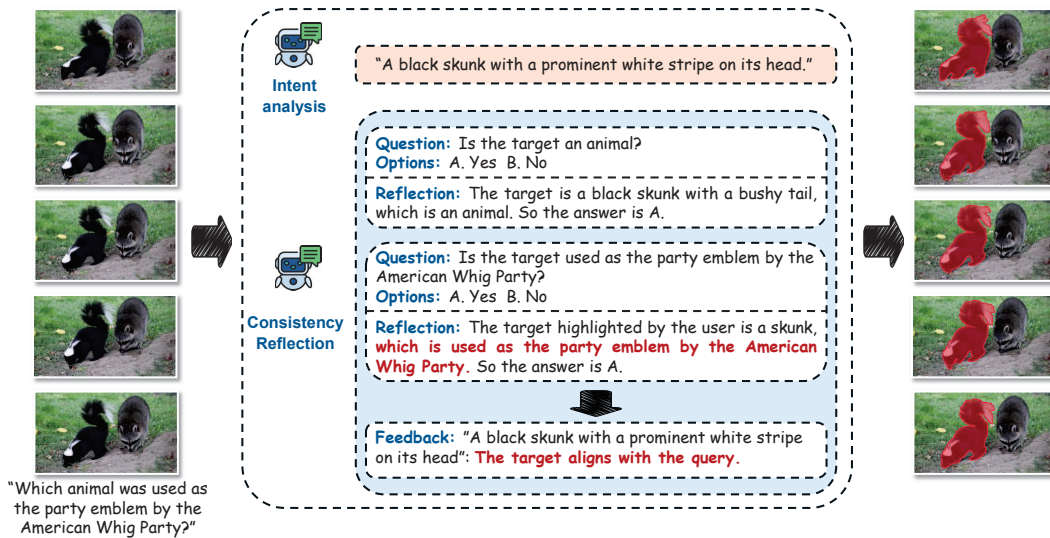 "Which animal was used as
the party emblem by the
American Whig Party?"
Intent
analysis
"A black skunk with a prominent white stripe on its head."
Consistency
Reflection
Question: Is the target an animal?
Options: A. Yes B. No
Reflection: The target is a black skunk with a bushy tail,
which is an animal. So the answer is A.
Question: Is the target used as the party emblem by the
American Whig Party?
Options: A. Yes B. No
Reflection: The target highlighted by the user is a skunk,
which is used as the party emblem by the American
Whig Party. So the answer is A.
Feedback: "A black skunk with a prominent white stripe
on its head": The target aligns with the query.